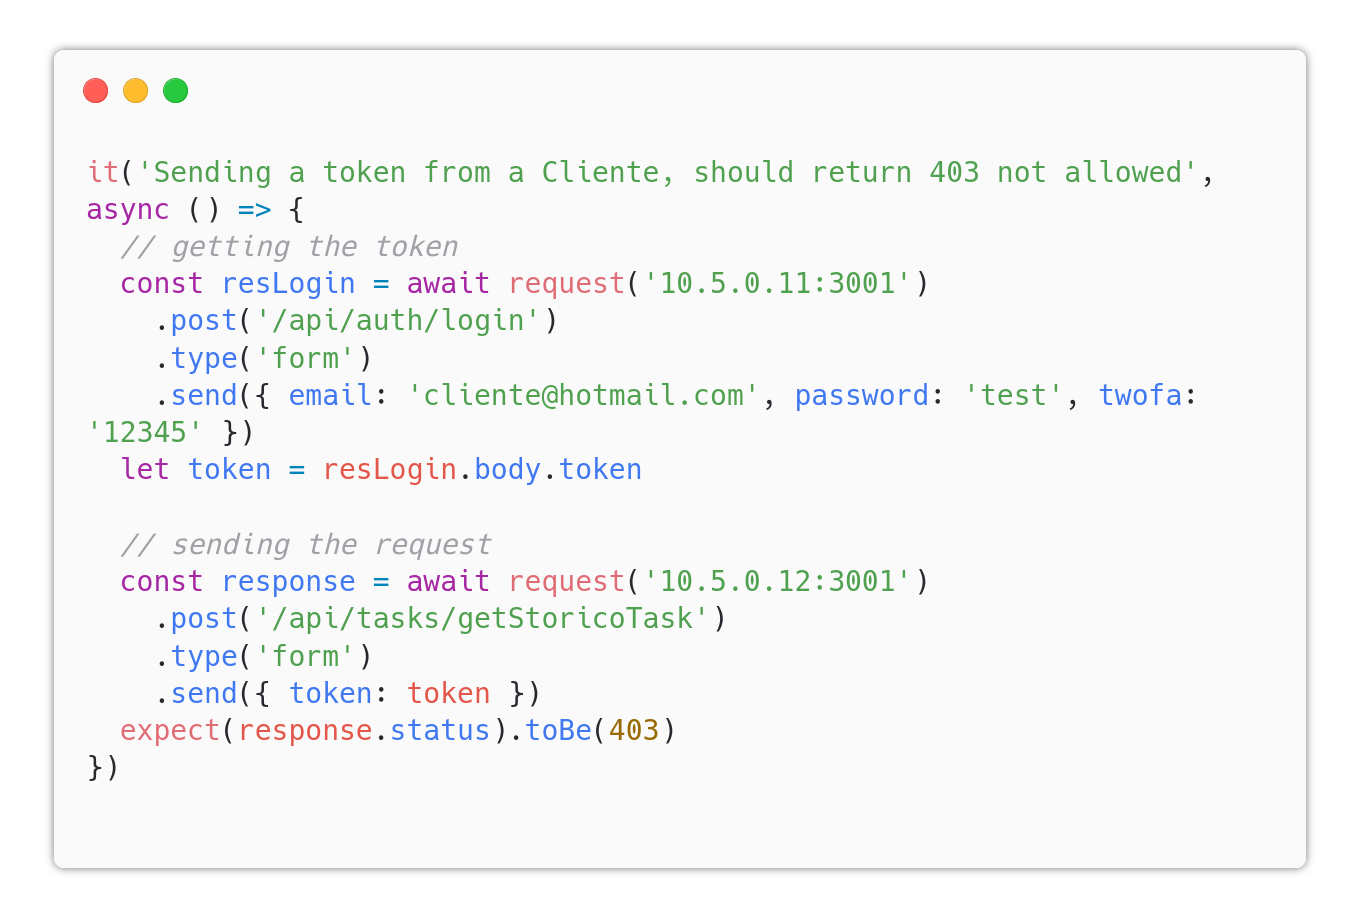 it('Sending a token from a Cliente, should return 403 not allowed',
async () => {
  // getting the token
  const resLogin = await request('10.5.0.11:3001')
    .post('/api/auth/login')
    .type('form')
    .send({ email: 'cliente@hotmail.com', password: 'test', twofa:
'12345' })
  let token = resLogin.body.token

  // sending the request
  const response = await request('10.5.0.12:3001')
    .post('/api/tasks/getStoricoTask')
    .type('form')
    .send({ token: token })
  expect(response.status).toBe(403)
})